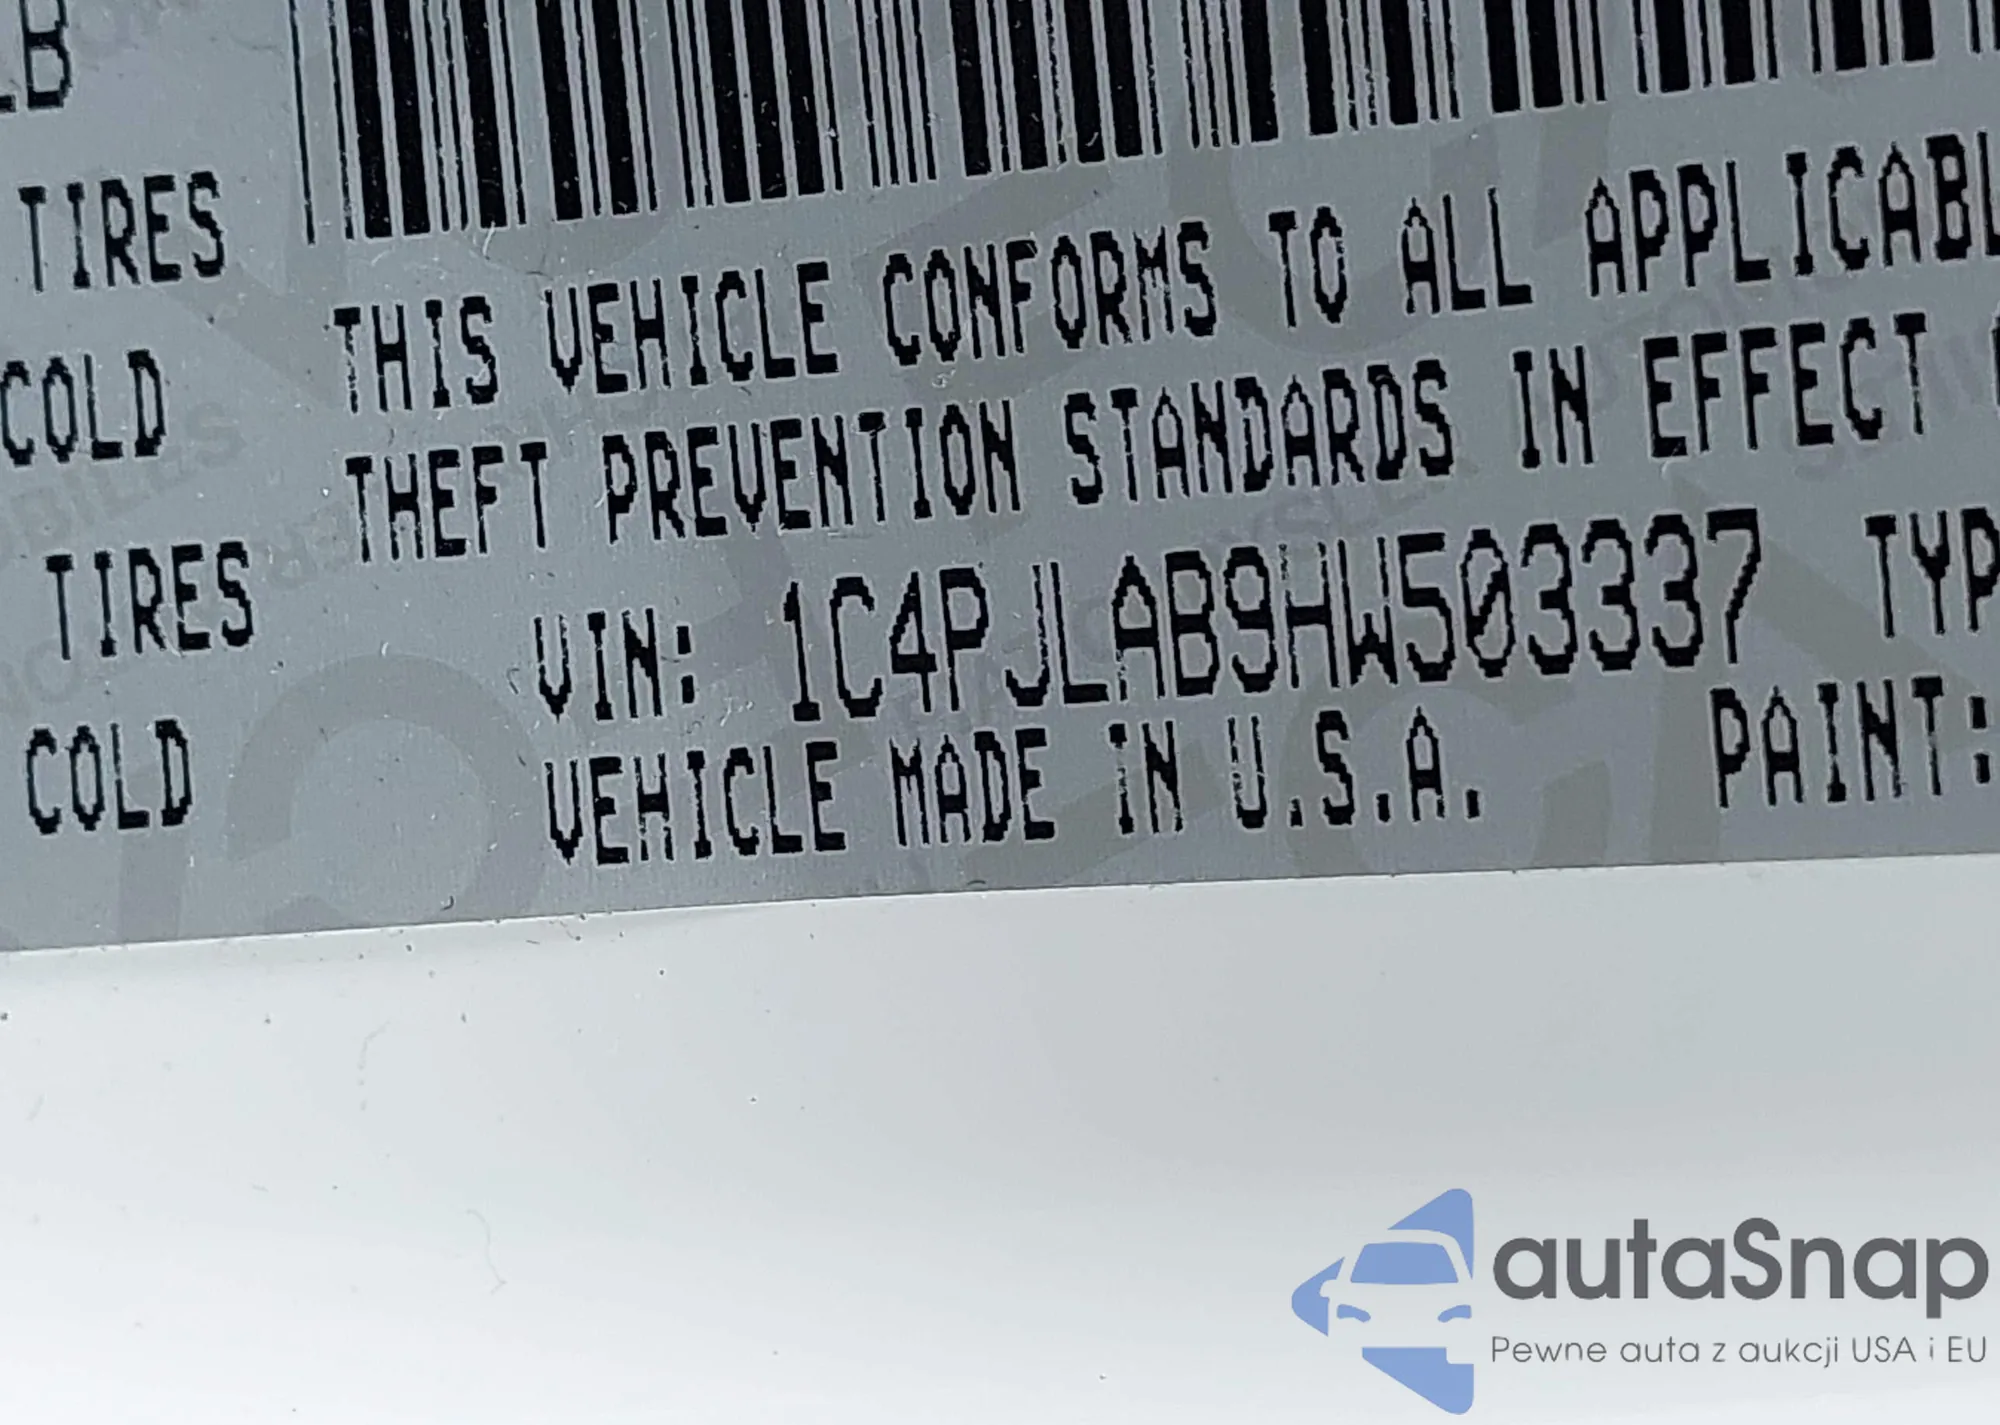 LB
TIRES
THIS VEHICLE CONFORMS TO ALL APPLICABL
COLD
THEFT PREVENTION STANDARDS IN EFFECT
TIRES
VIN: 1C4PJLAB9HW503337 TYP
COLD
VEHICLE MADE IN U.S.A. PAINT:
autaSnap
Pewne auta z aukcji USA i EU